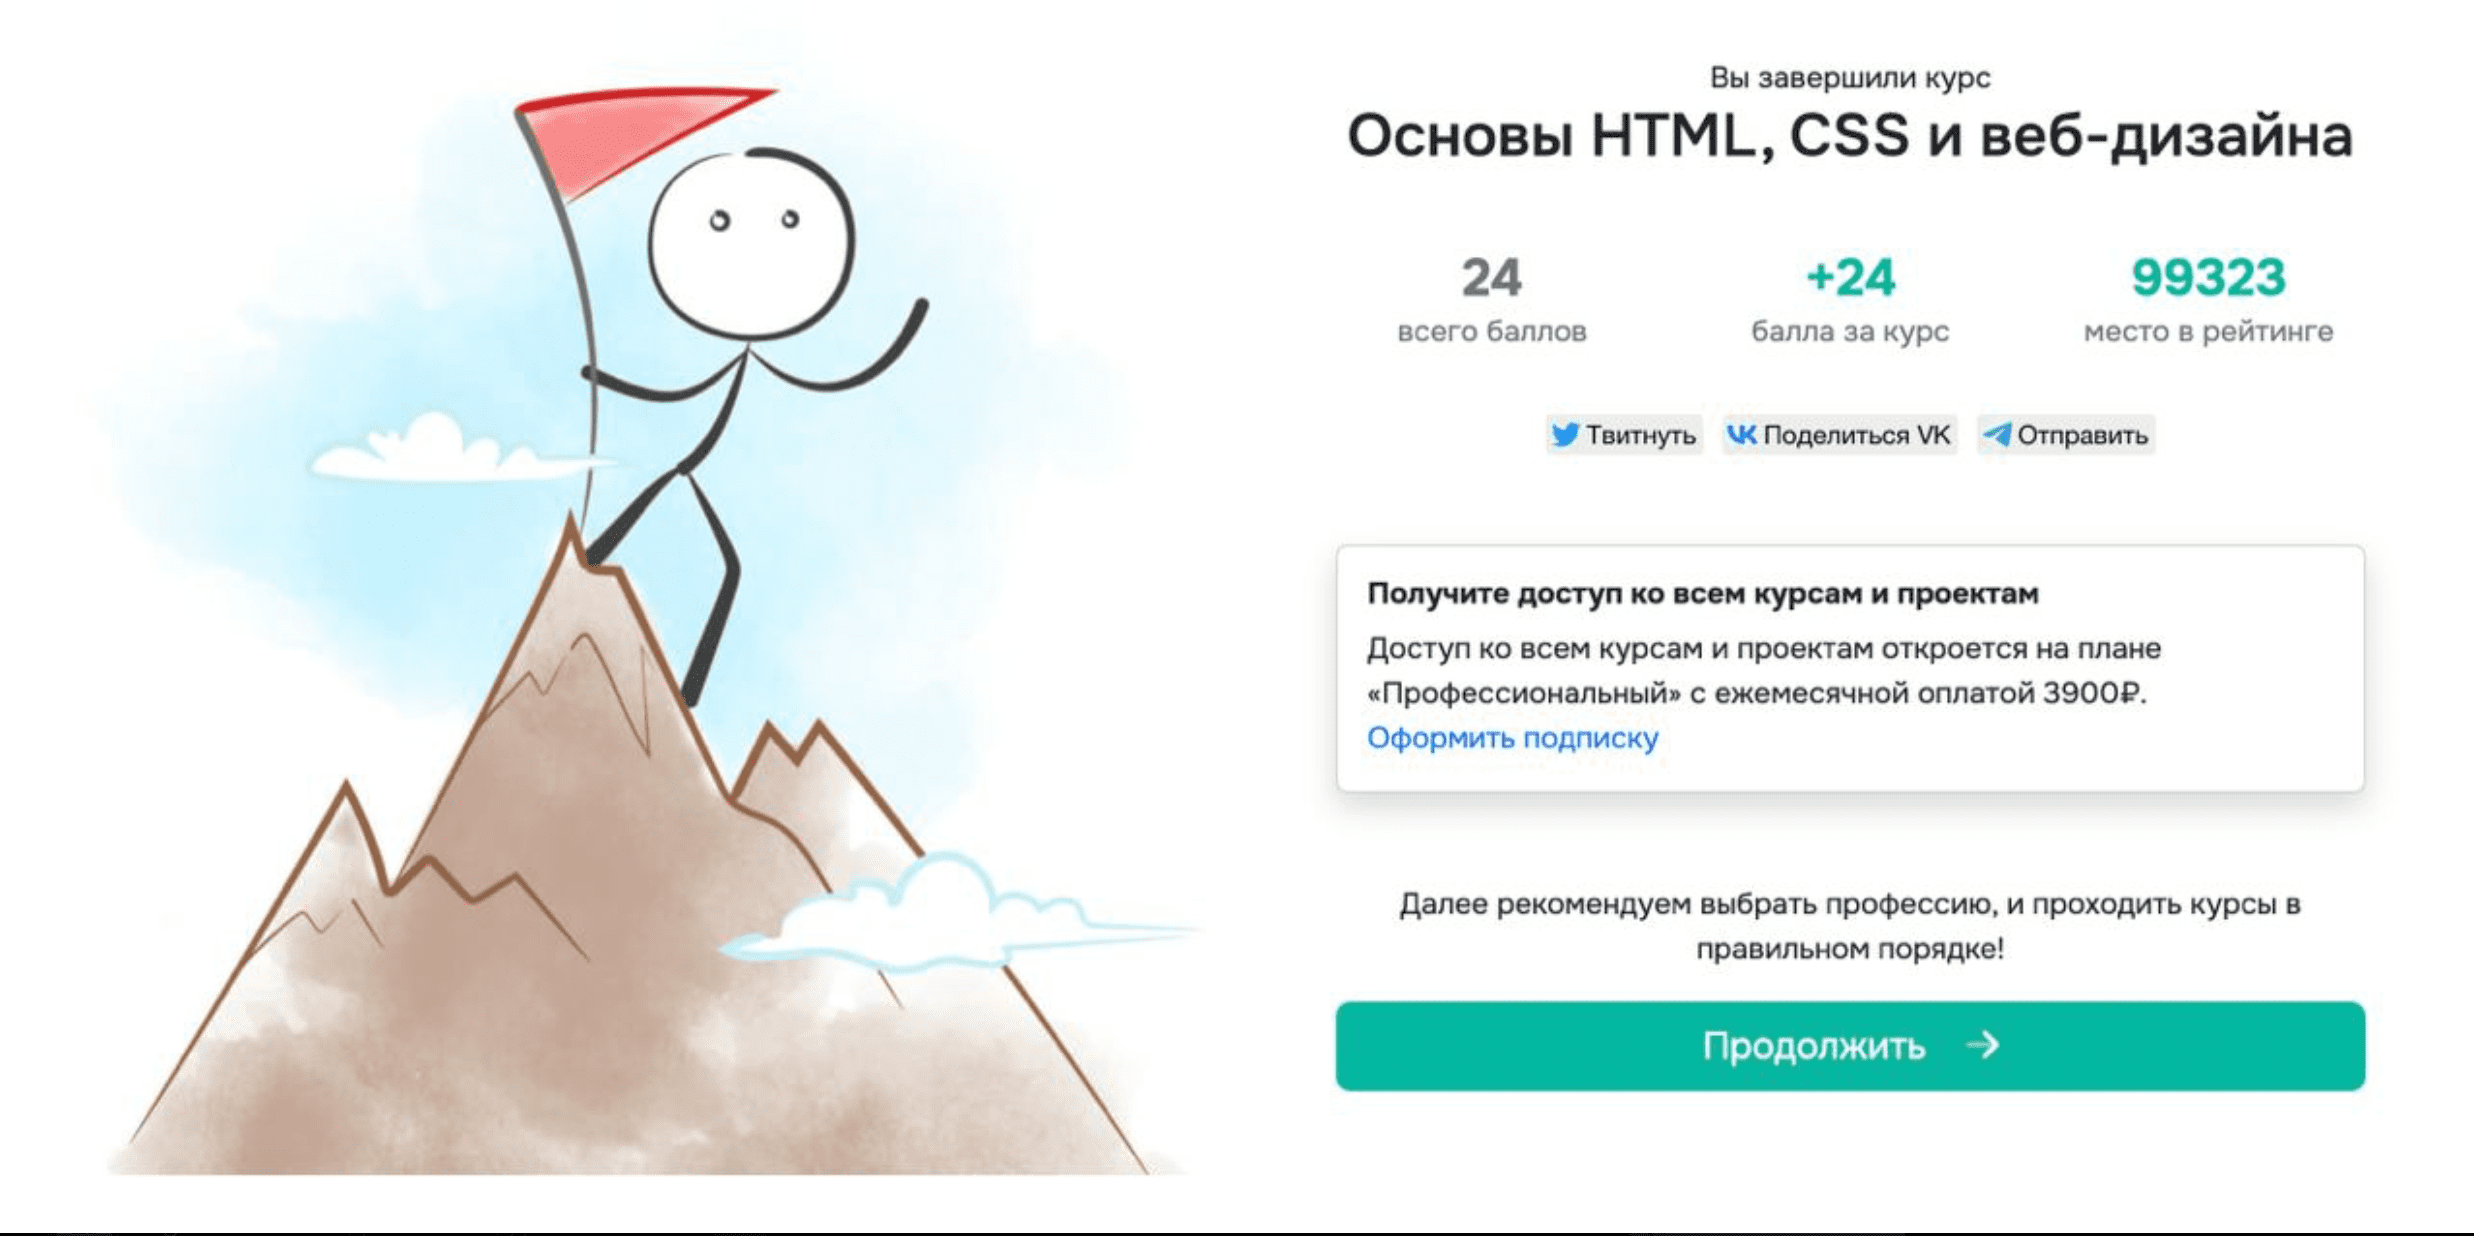 Вы завершили курс
Основы HTML, CSS и веб-дизайна
24
всего баллов
+24
балла за курс
99323
место в рейтинге
Твитнуть
Поделиться VK
Отправить
Получите доступ ко всем курсам и проектам
Доступ ко всем курсам и проектам откроется на плане
«Профессиональный» с ежемесячной оплатой 3900₽.
Оформить подписку
Далее рекомендуем выбрать профессию, и проходить курсы в
правильном порядке!
Продолжить →